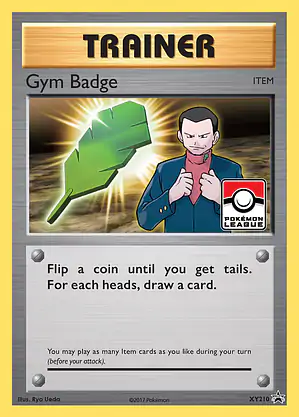 TRAINER
Gym Badge
ITEM
POKÉMON
LEAGUE
Flip a coin until you get tails.
For each heads, draw a card.
You may play as many Item cards as you like during your turn
(before your attack).
Illus. Ryo Ueda
©2017 Pokémon
XY210